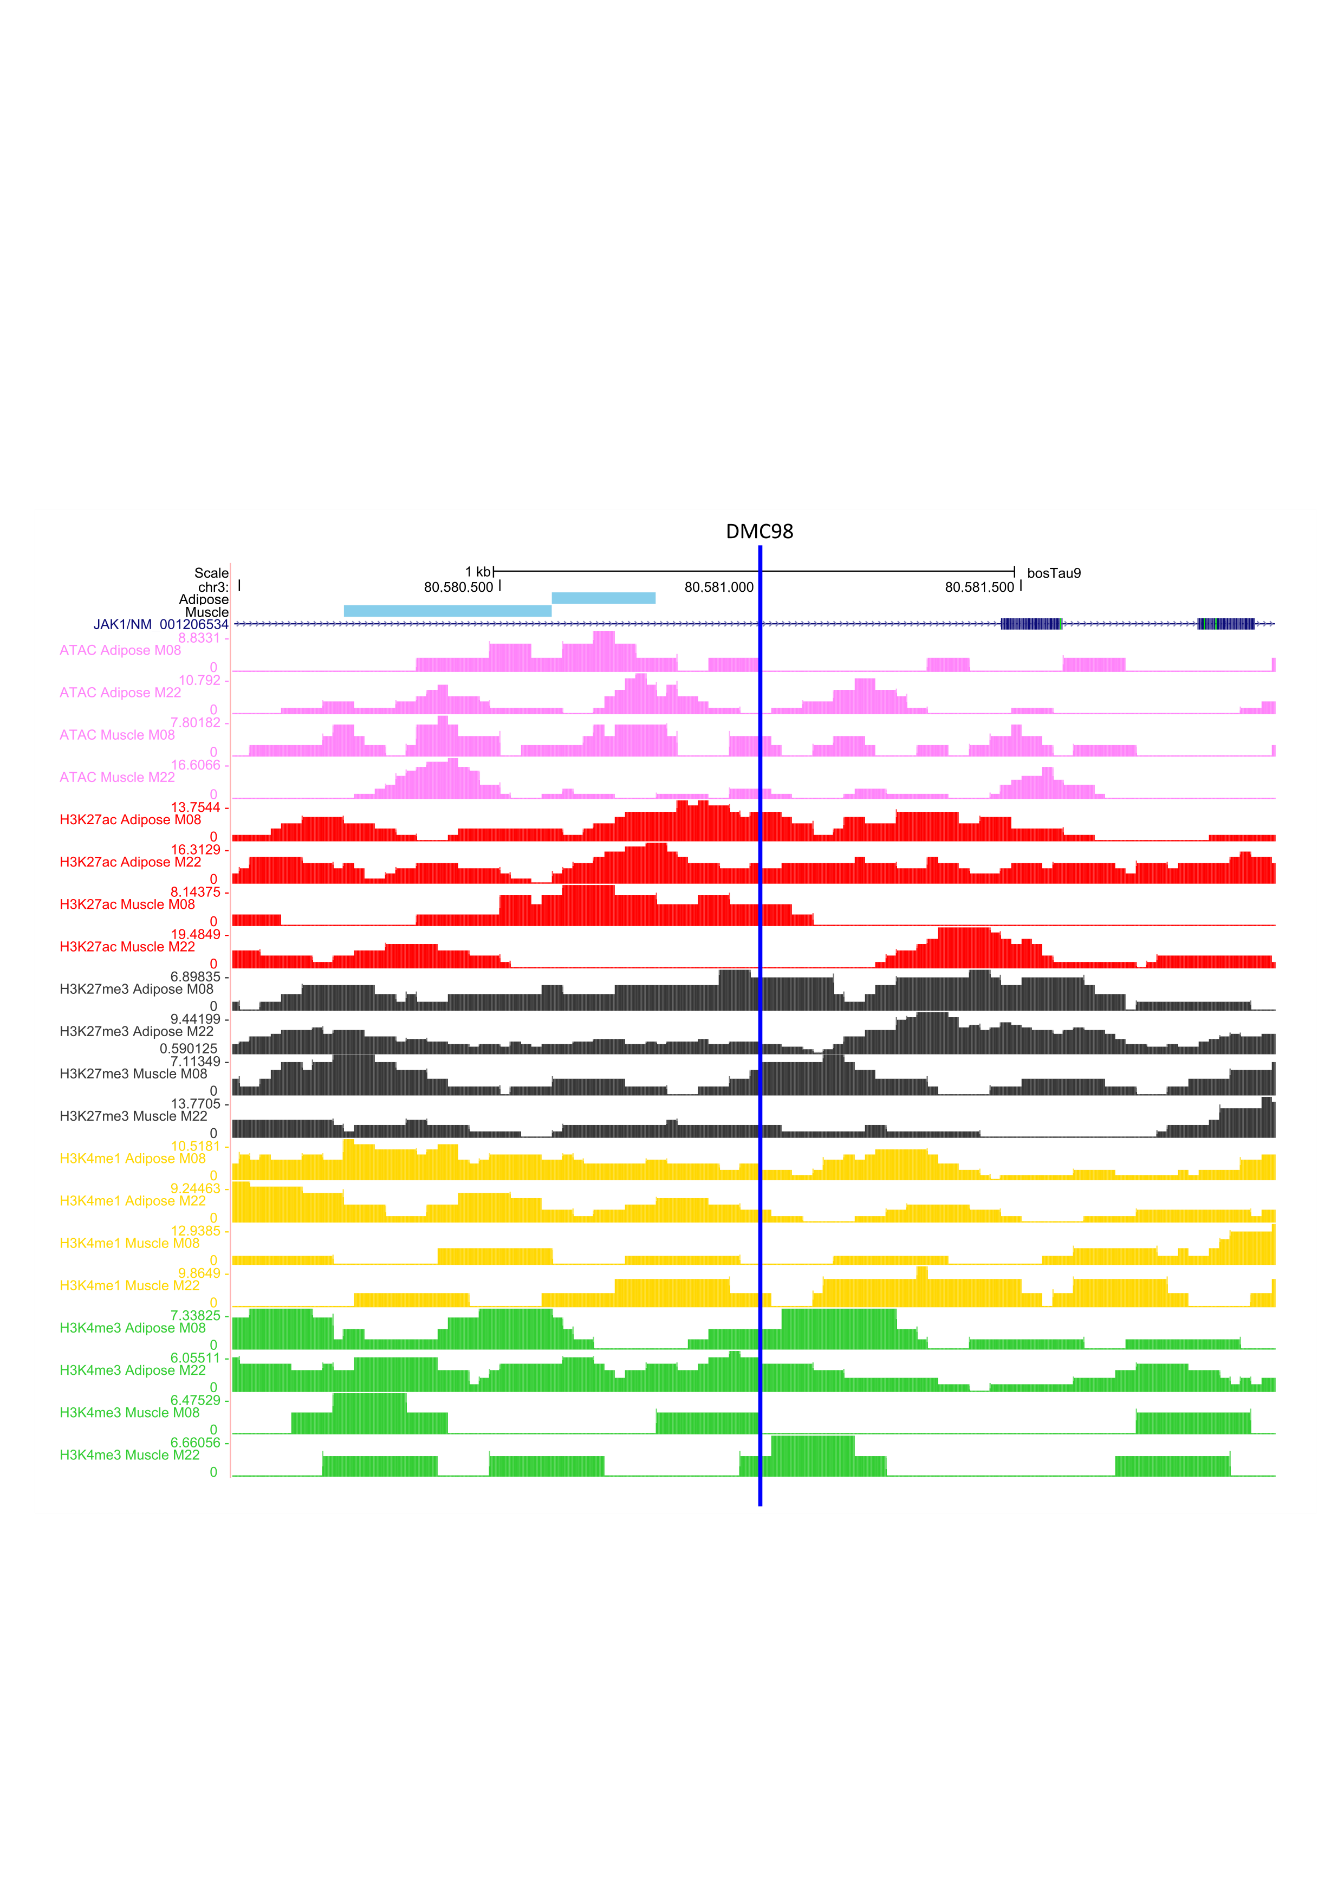 DMC98
Scale 1 kb bosTau9
chr3: 80.580.500 80.581.000 80.581.500
Adipose
Muscle
JAK1/NM 001206534
8.8331 -
ATAC Adipose M08
0
10.792 -
ATAC Adipose M22
0
7.80182 -
ATAC Muscle M08
0
16.6066 -
ATAC Muscle M22
0
13.7544 -
H3K27ac Adipose M08
0
16.3129 -
H3K27ac Adipose M22
0
8.14375 -
H3K27ac Muscle M08
0
19.4849 -
H3K27ac Muscle M22
0
6.89835 -
H3K27me3 Adipose M08
0
9.44199 -
H3K27me3 Adipose M22
0.590125
7.11349 -
H3K27me3 Muscle M08
0
13.7705 -
H3K27me3 Muscle M22
0
10.5181 -
H3K4me1 Adipose M08
0
9.24463 -
H3K4me1 Adipose M22
0
12.9385 -
H3K4me1 Muscle M08
0
9.8649 -
H3K4me1 Muscle M22
0
7.33825 -
H3K4me3 Adipose M08
0
6.05511 -
H3K4me3 Adipose M22
0
6.47529 -
H3K4me3 Muscle M08
0
6.66056 -
H3K4me3 Muscle M22
0